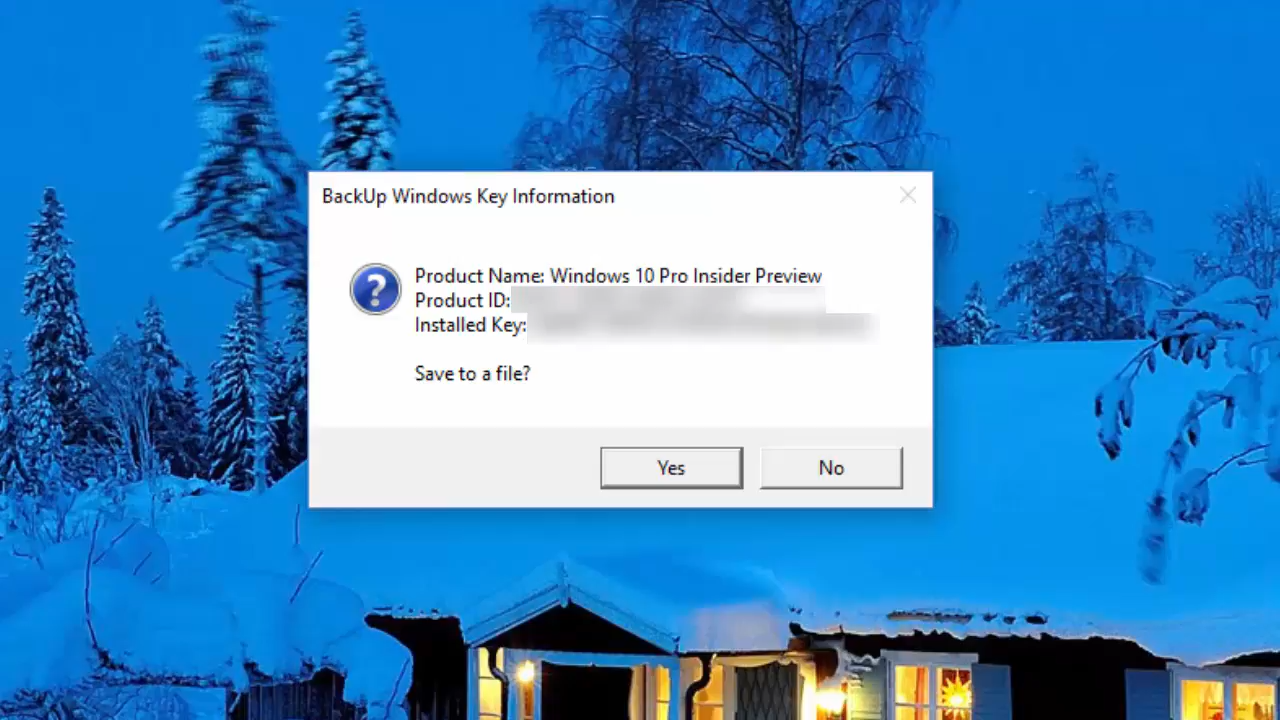 BackUp Windows Key Information
Product Name: Windows 10 Pro Insider Preview
Product ID:
Installed Key:
Save to a file?
Yes
No